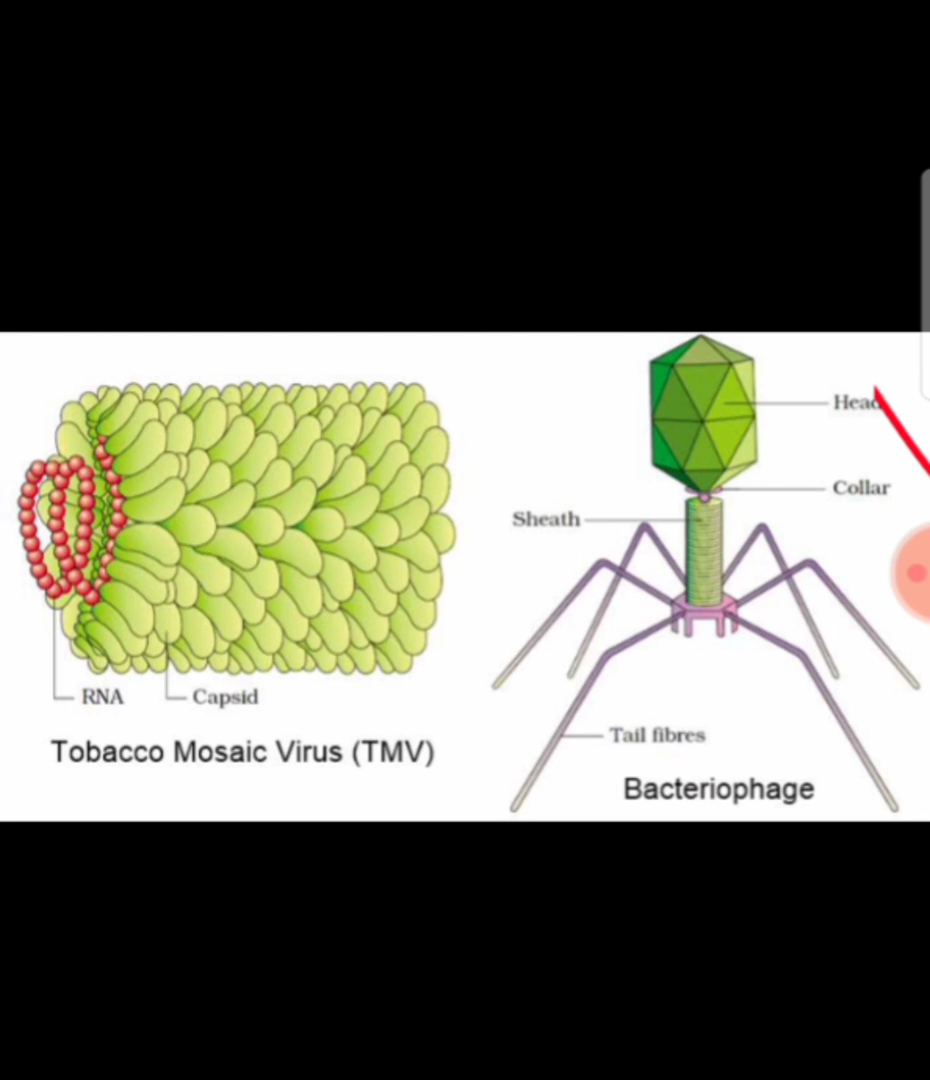 RNA
Capsid
Tobacco Mosaic Virus (TMV)
Head
Collar
Sheath
Tail fibres
Bacteriophage